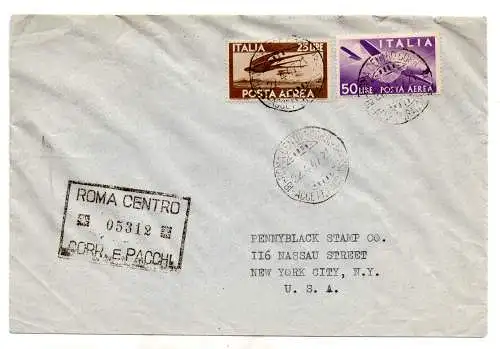 ITALIA 25 LIRE
POSTA AEREA
ITALIA
50 LIRE POSTA AEREA
ROMA CENTRO
05312
CORR. E PACCHI
PENNYBLACK STAMP CO.
116 NASSAU STREET
NEW YORK CITY, N.Y.
U. S. A.